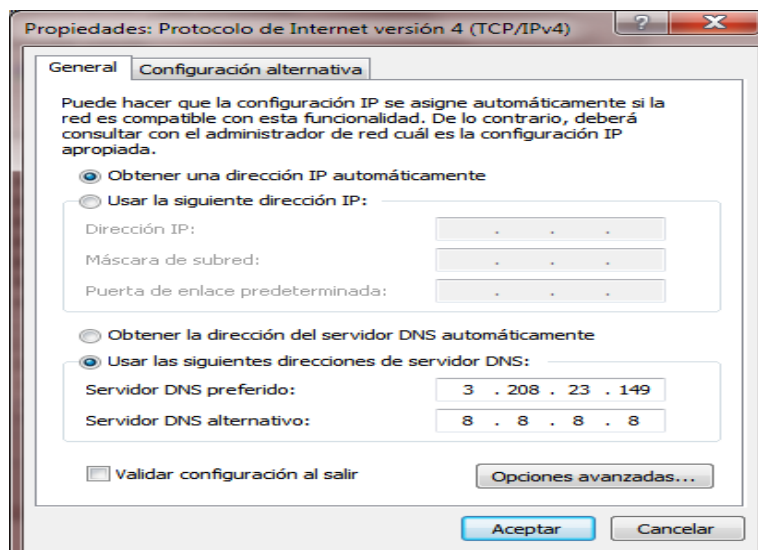 Propiedades: Protocolo de Internet versión 4 (TCP/IPv4)
General
Configuración alternativa
Puede hacer que la configuración IP se asigne automáticamente si la
red es compatible con esta funcionalidad. De lo contrario, deberá
consultar con el administrador de red cuál es la configuración IP
apropiada.
Obtener una dirección IP automáticamente
Usar la siguiente dirección IP:
Dirección IP: . . .
Máscara de subred: . . .
Puerta de enlace predeterminada: . . .
Obtener la dirección del servidor DNS automáticamente
Usar las siguientes direcciones de servidor DNS:
Servidor DNS preferido: 3 . 208 . 23 . 149
Servidor DNS alternativo: 8 . 8 . 8 . 8
Validar configuración al salir
Opciones avanzadas...
Aceptar
Cancelar